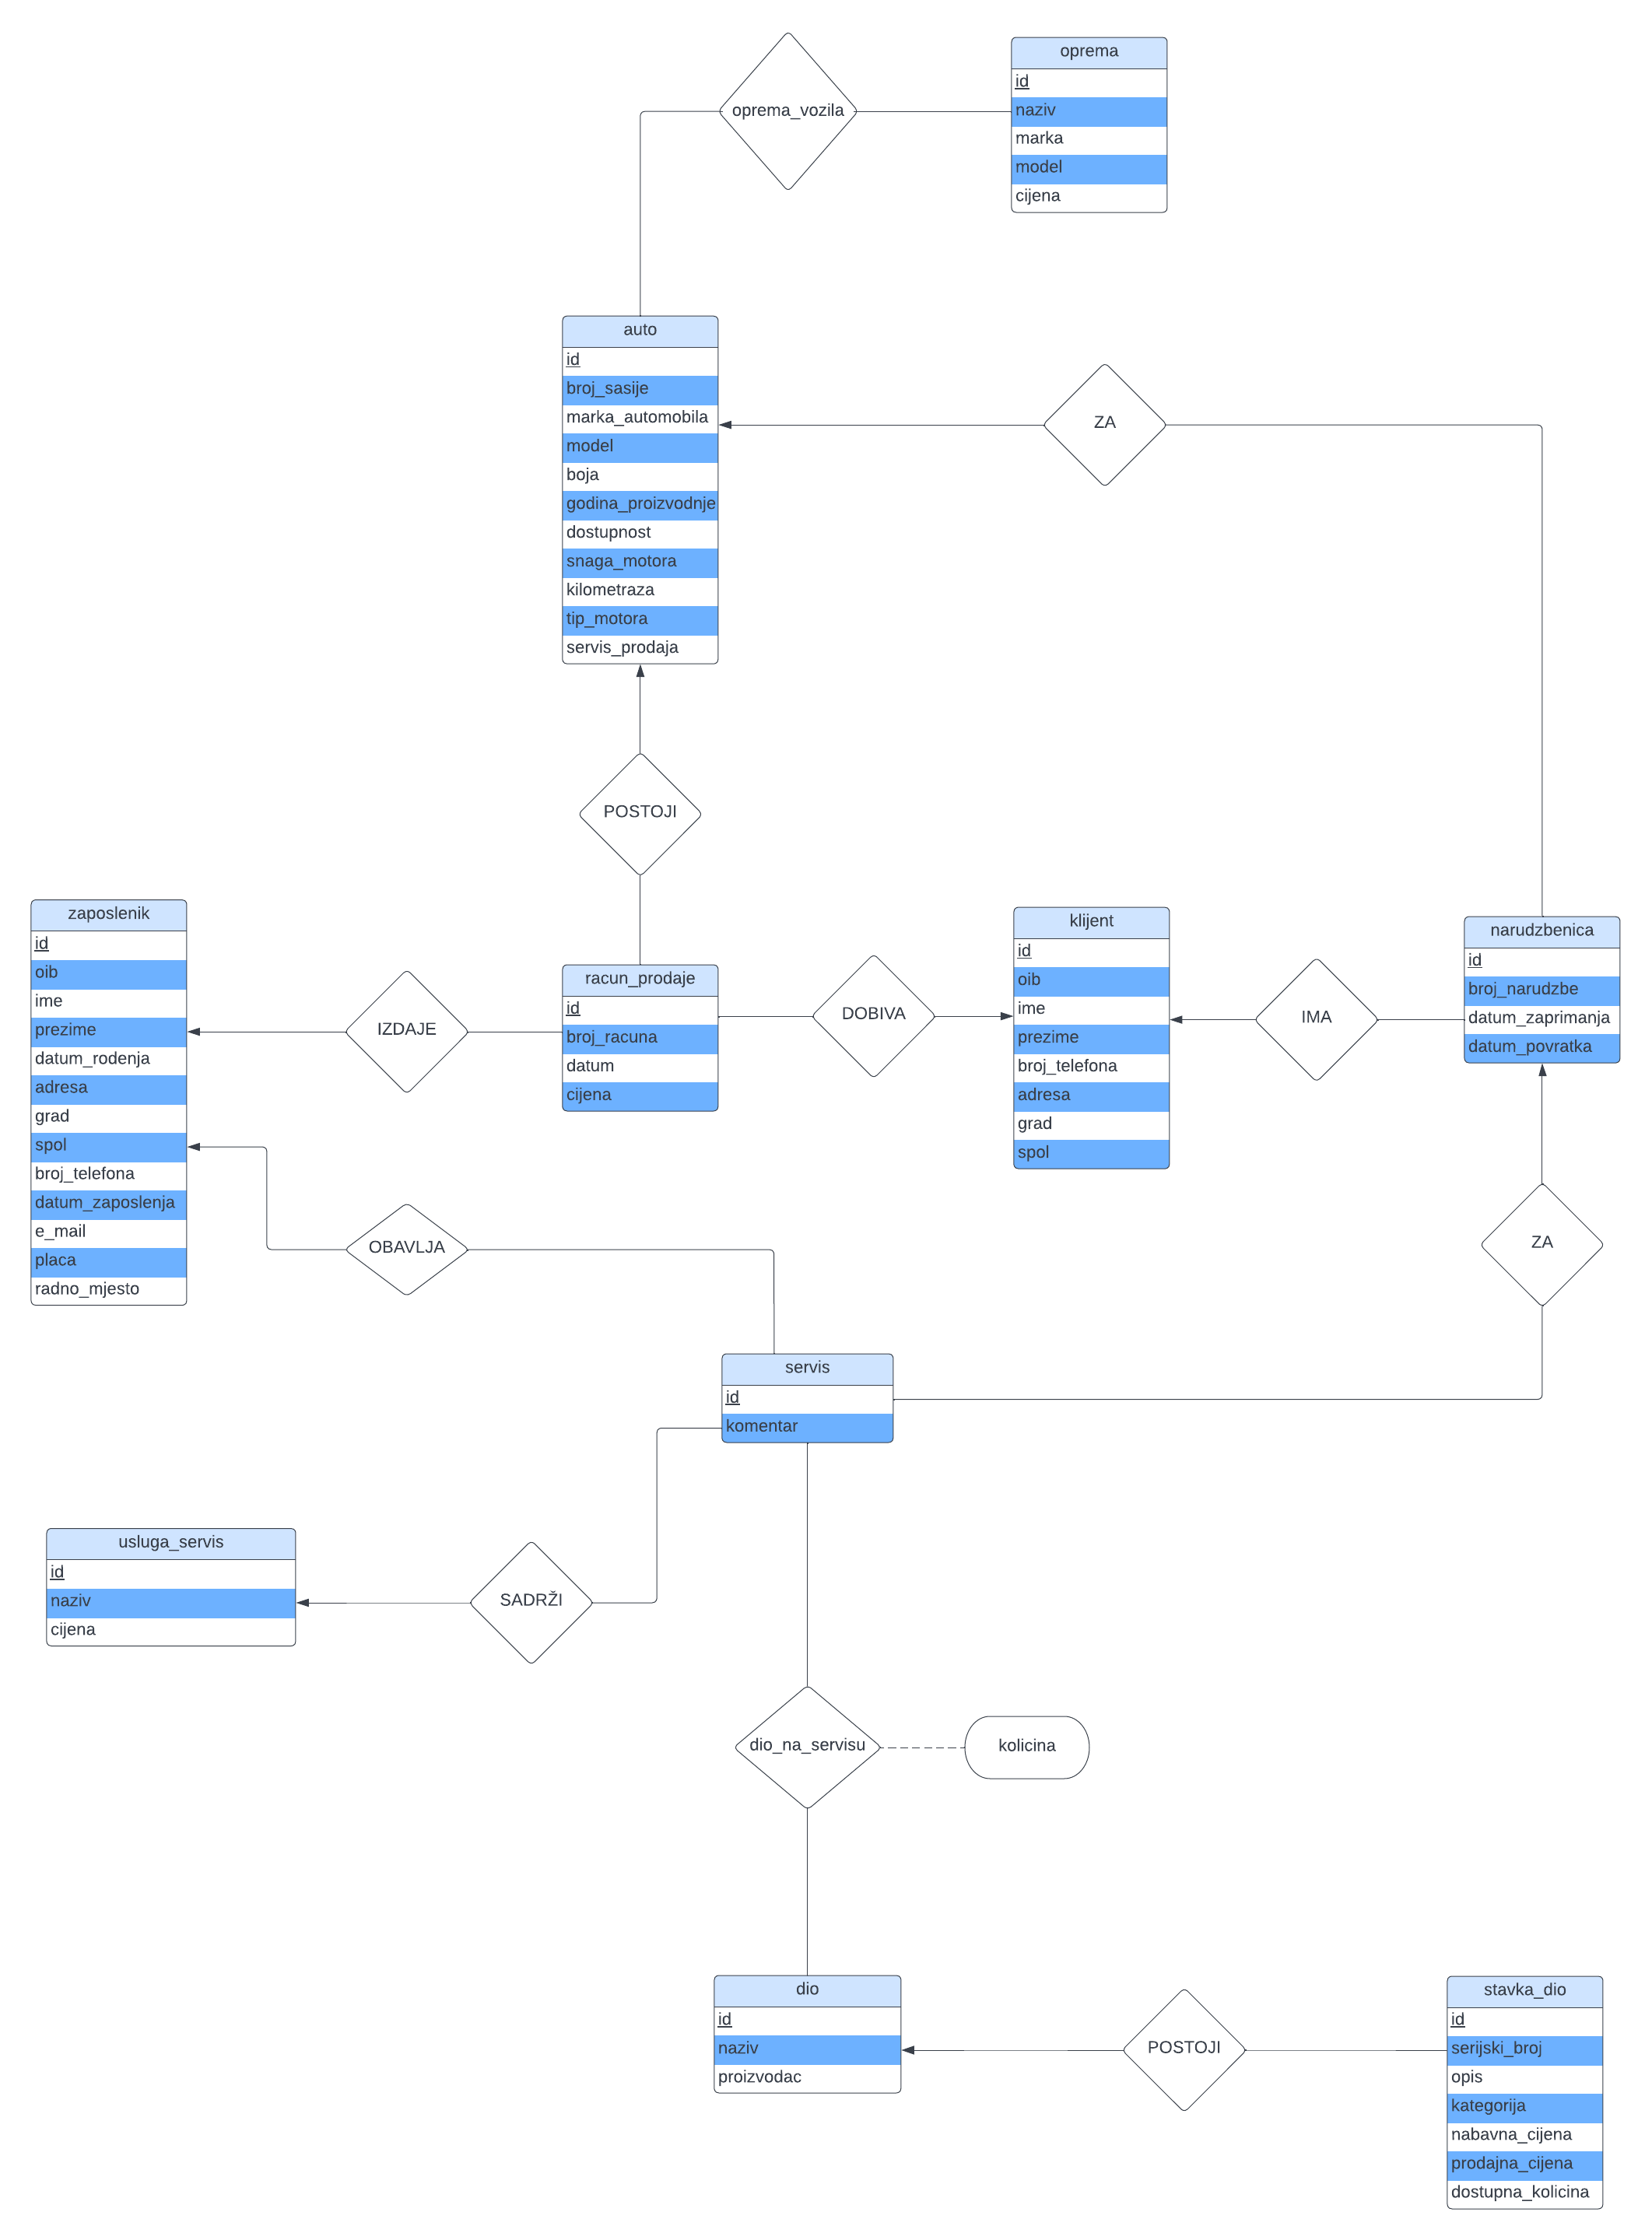 oprema_vozila
oprema
id
naziv
marka
model
cijena
auto
id
broj_sasije
marka_automobila
model
boja
godina_proizvodnje
dostupnost
snaga_motora
kilometraza
tip_motora
servis_prodaja
ZA
POSTOJI
zaposlenik
id
oib
ime
prezime
datum_rodenja
adresa
grad
spol
broj_telefona
datum_zaposlenja
e_mail
placa
radno_mjesto
IZDAJE
racun_prodaje
id
broj_racuna
datum
cijena
DOBIVA
klijent
id
oib
ime
prezime
broj_telefona
adresa
grad
spol
IMA
narudzbenica
id
broj_narudzbe
datum_zaprimanja
datum_povratka
OBAVLJA
ZA
servis
id
komentar
usluga_servis
id
naziv
cijena
SADRŽI
dio_na_servisu
kolicina
dio
id
naziv
proizvodac
POSTOJI
stavka_dio
id
serijski_broj
opis
kategorija
nabavna_cijena
prodajna_cijena
dostupna_kolicina